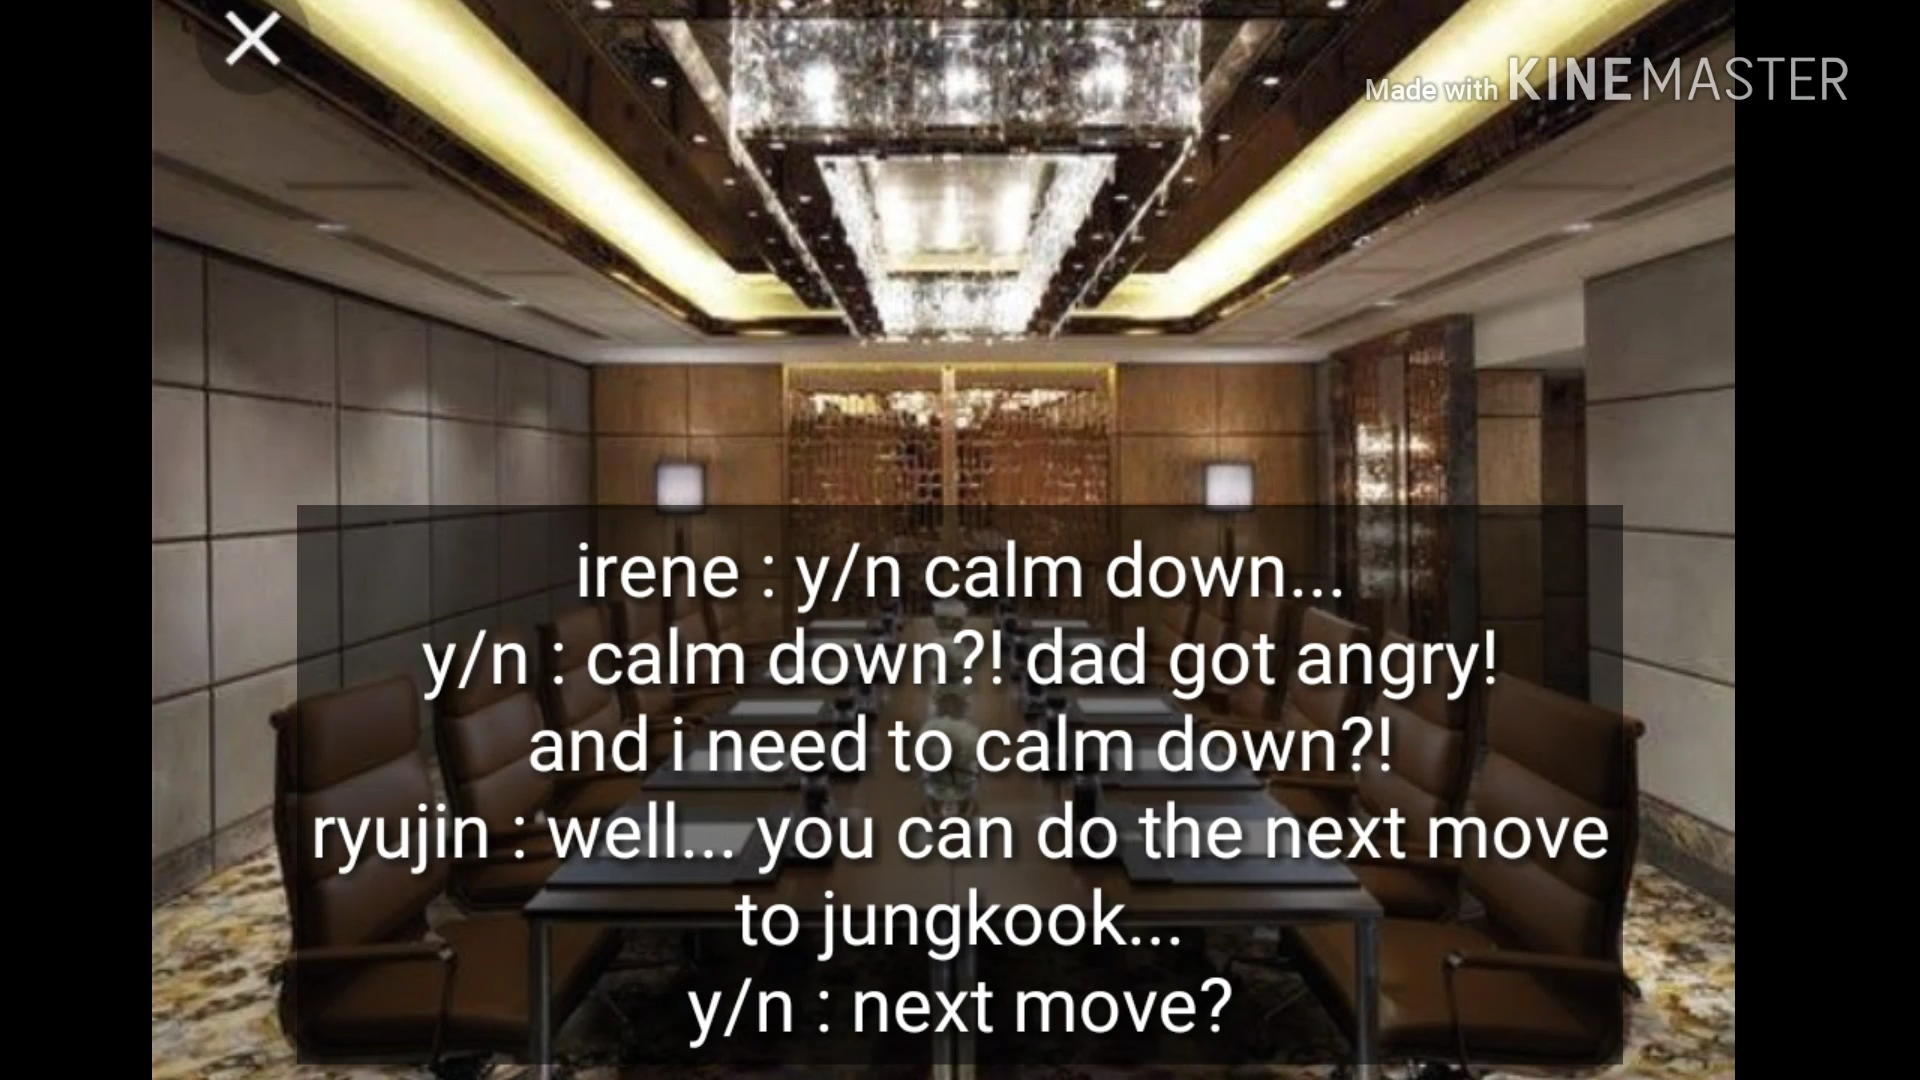 Made with KINEMASTER
irene : y/n calm down...
y/n : calm down?! dad got angry!
and i need to calm down?!
ryujin : well... you can do the next move
to jungkook...
y/n : next move?